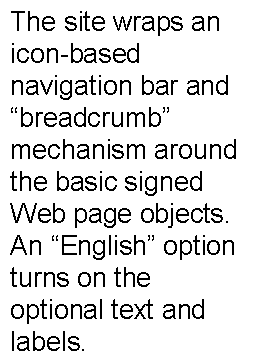 The site wraps an
icon-based
navigation bar and
“breadcrumb”
mechanism around
the basic signed
Web page objects.
An “English” option
turns on the
optional text and
labels.